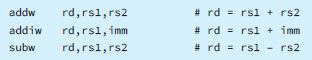 addw rd,rs1,rs2 # rd = rs1 + rs2
addiw rd,rs1,imm # rd = rs1 + imm
subw rd,rs1,rs2 # rd = rs1 − rs2